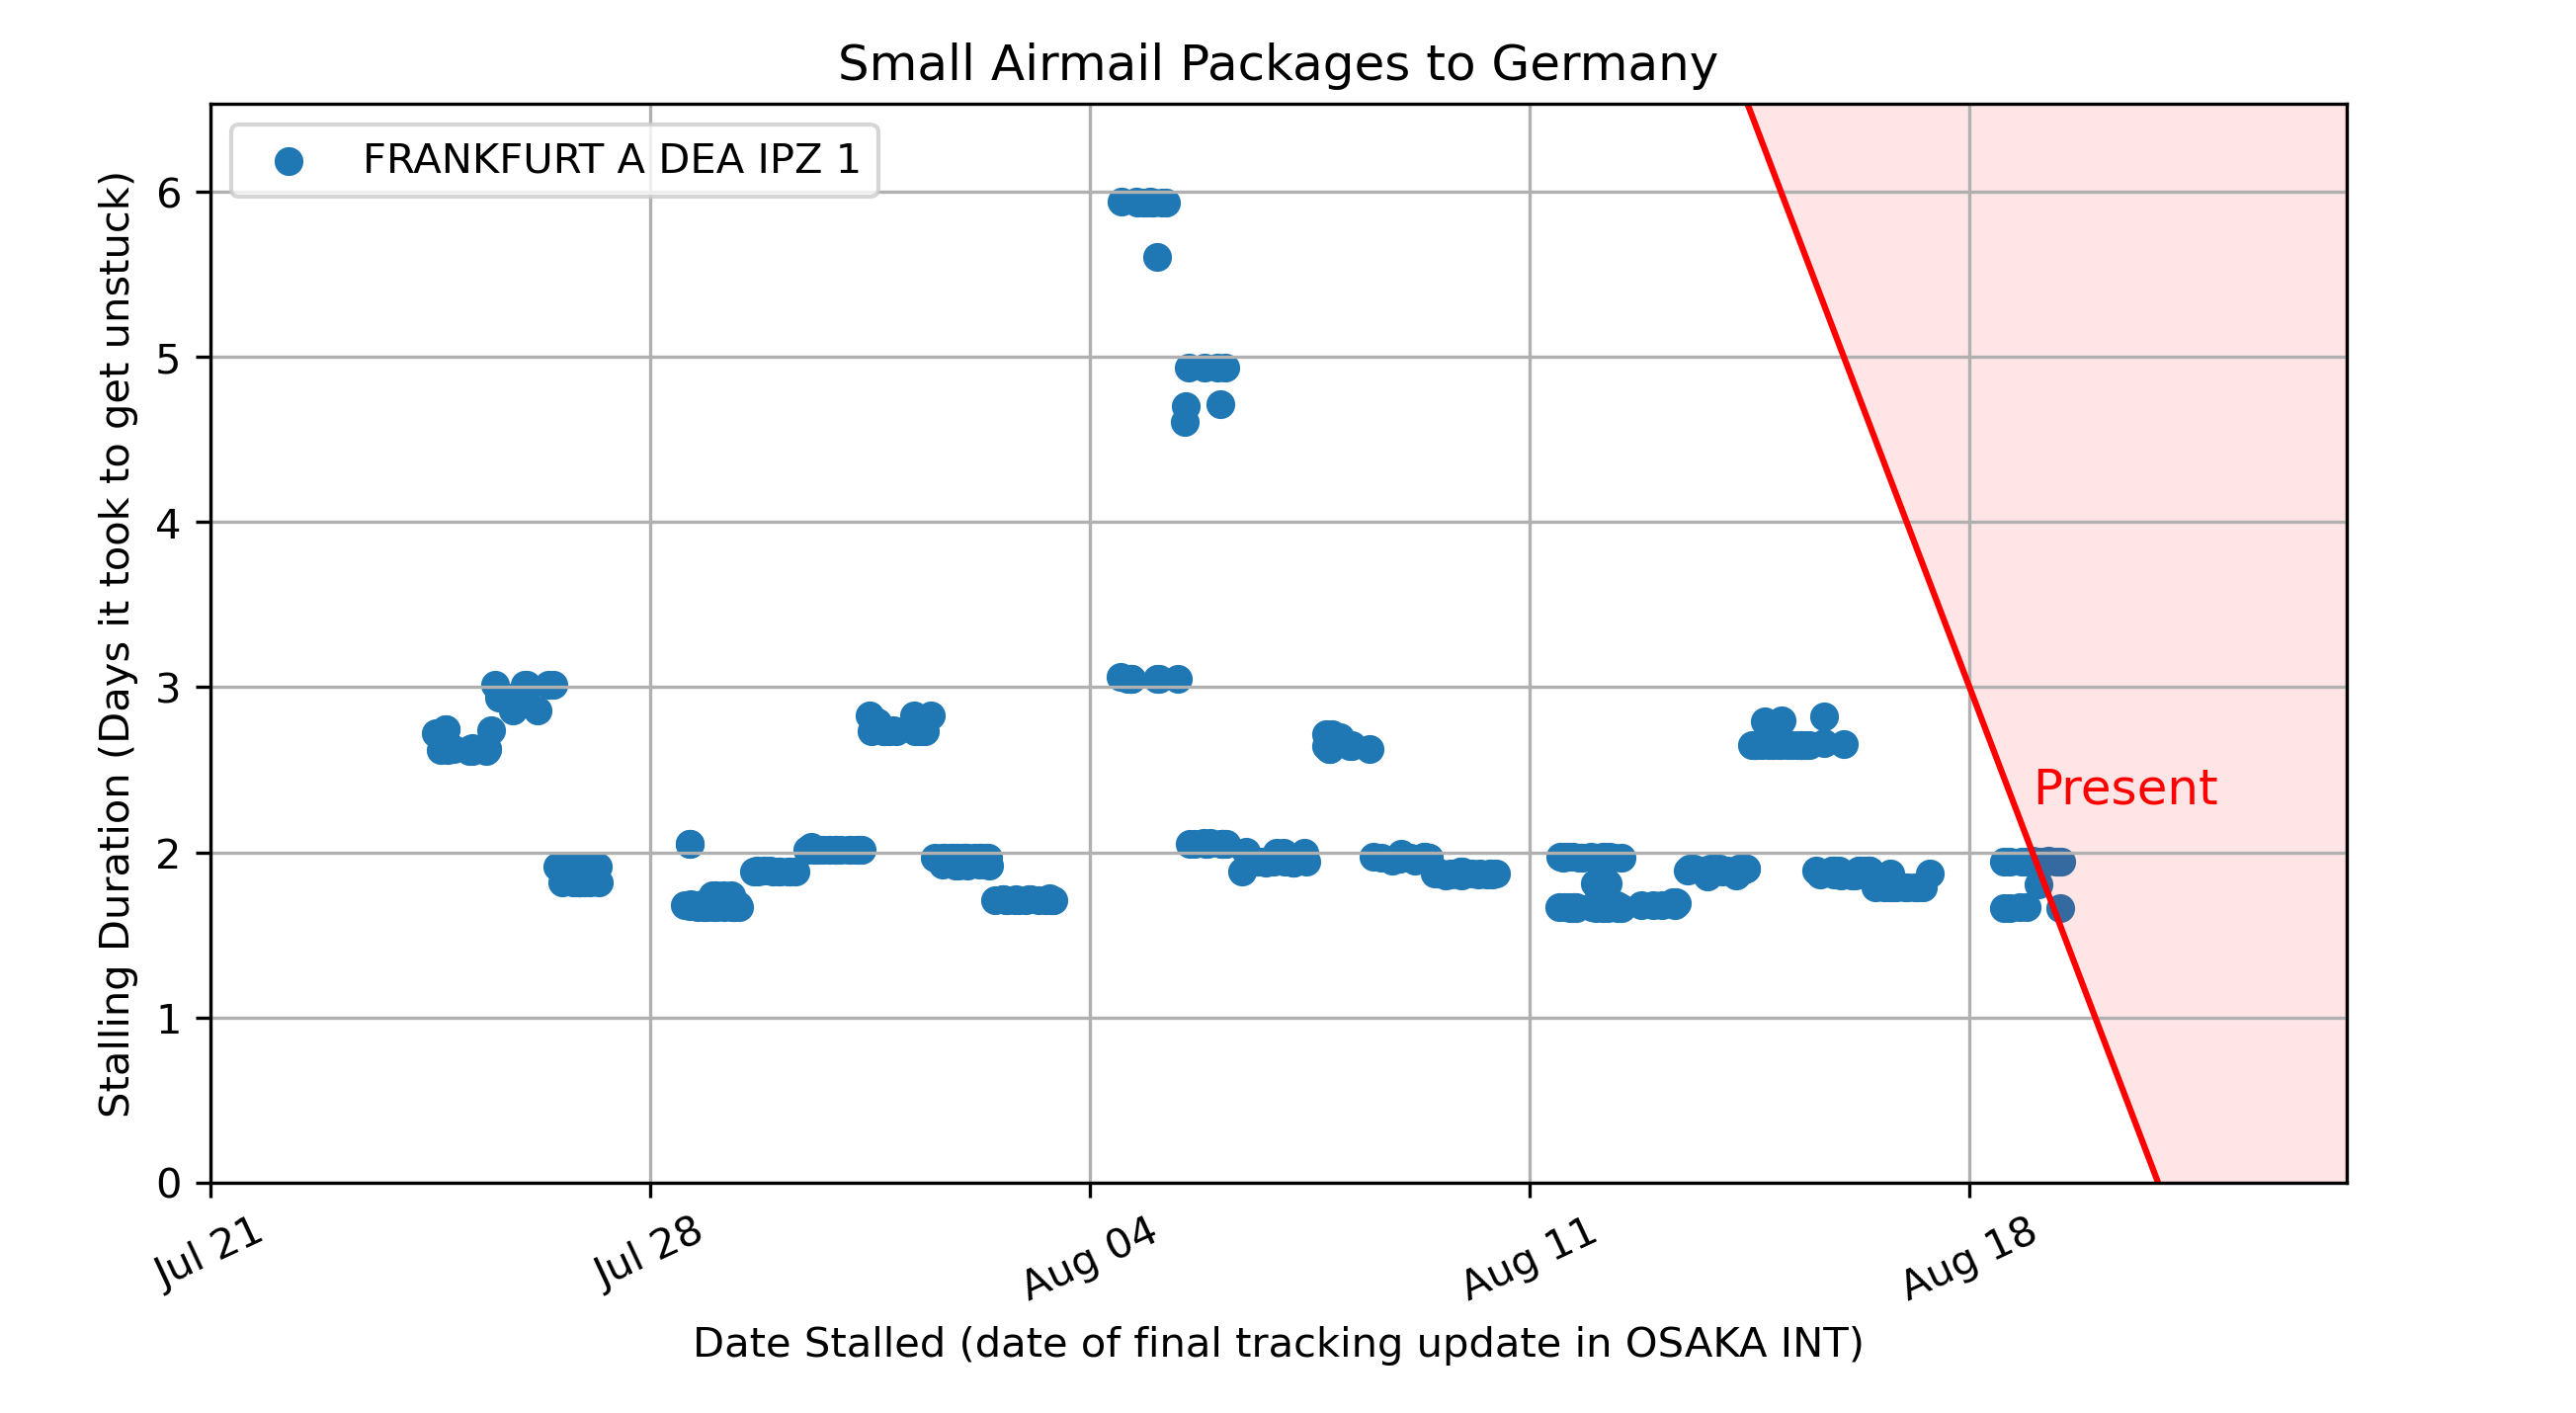 Small Airmail Packages to Germany
FRANKFURT A DEA IPZ 1
Stalling Duration (Days it took to get unstuck)
6
5
4
3
2
1
0
Present
Jul 21
Jul 28
Aug 04
Aug 11
Aug 18
Date Stalled (date of final tracking update in OSAKA INT)